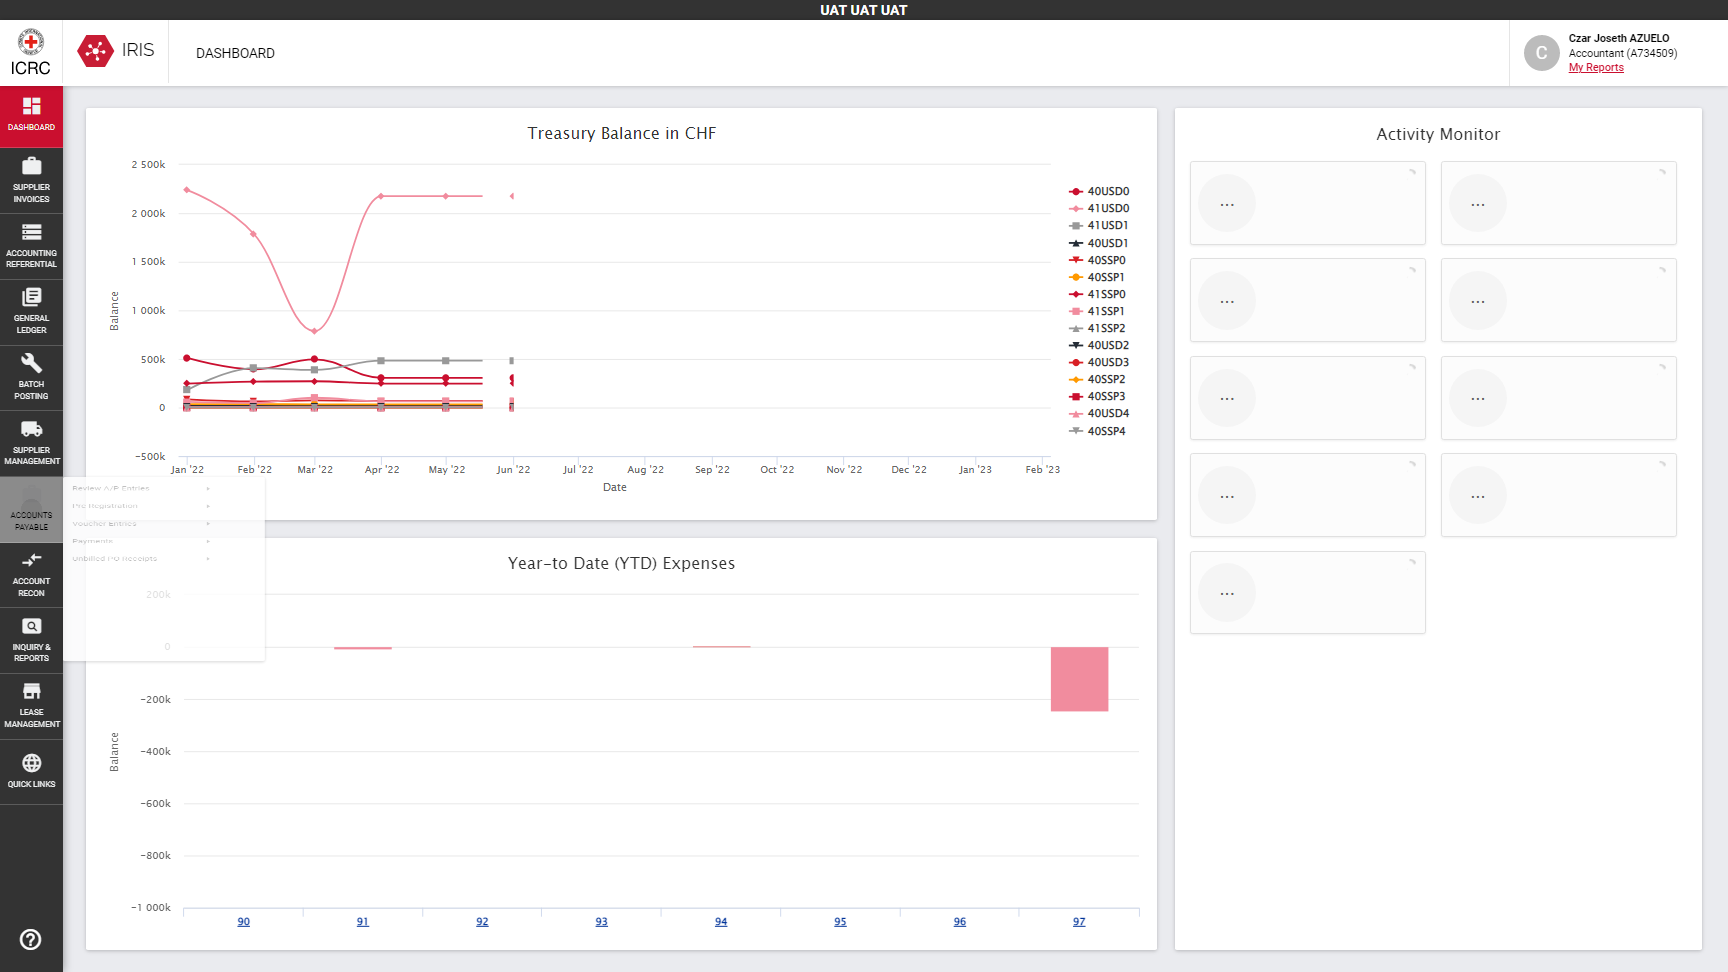 UAT UAT UAT
ICRC
IRIS
DASHBOARD
Czar Joseth AZUELO
Accountant (A734509)
My Reports
C
DASHBOARD
SUPPLIER
INVOICES
ACCOUNTING
REFERENTIAL
GENERAL
LEDGER
BATCH
POSTING
SUPPLIER
MANAGEMENT
ACCOUNTS
PAYABLE
ACCOUNT
RECON
INQUIRY &
REPORTS
LEASE
MANAGEMENT
QUICK LINKS
Review A/P Entries
Pre Registration
Voucher Entries
Payments
Unbilled PO Receipts
Treasury Balance in CHF
2 500k
2 000k
1 500k
1 000k
500k
0
-500k
Balance
Jan '22 Feb '22 Mar '22 Apr '22 May '22 Jun '22 Jul '22 Aug '22 Sep '22 Oct '22 Nov '22 Dec '22 Jan '23 Feb '23
Date
40USD0
41USD0
41USD1
40USD1
40SSP0
40SSP1
41SSP0
41SSP1
41SSP2
40USD2
40USD3
40SSP2
40SSP3
40USD4
40SSP4
Year-to Date (YTD) Expenses
200k
0
-200k
-400k
-600k
-800k
-1 000k
Balance
90 91 92 93 94 95 96 97
Activity Monitor
... ...
... ...
... ...
... ...
...